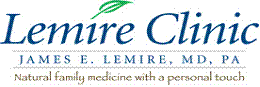 Lemire Clinic
JAMES E. LEMIRE, MD, PA
Natural family medicine with a personal touch